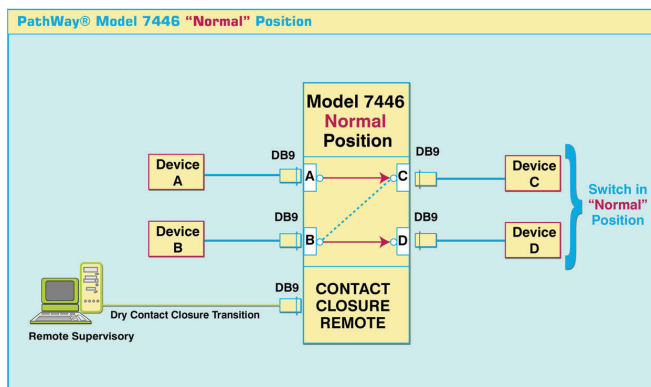 PathWay® Model 7446 “Normal” Position
Model 7446
Normal
Position
DB9
DB9
Device
A
A
C
Device
C
DB9
DB9
Device
B
B
D
Device
D
Switch in
“Normal”
Position
DB9
CONTACT
CLOSURE
REMOTE
Dry Contact Closure Transition
Remote Supervisory